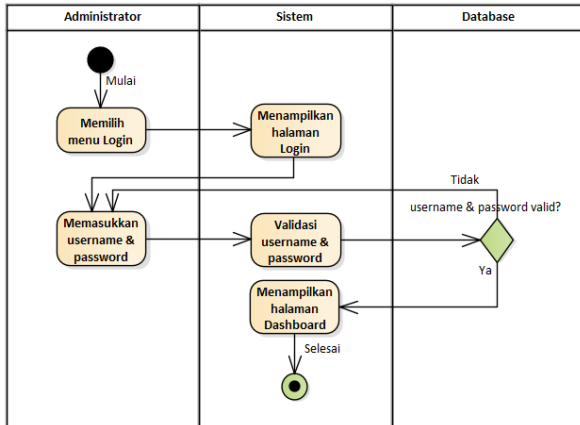 Administrator
Sistem
Database
Mulai
Memilih
menu Login
Menampilkan
halaman
Login
Tidak
username & password valid?
Memasukkan
username &
password
Validasi
username &
password
Ya
Menampilkan
halaman
Dashboard
Selesai